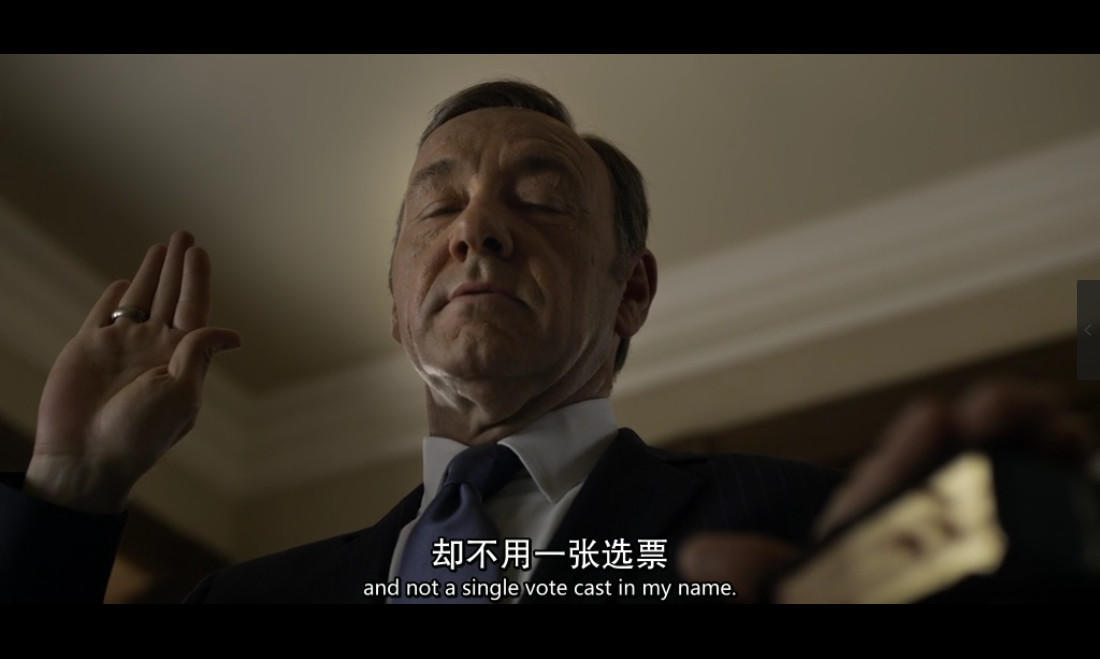 却不用一张选票
and not a single vote cast in my name.